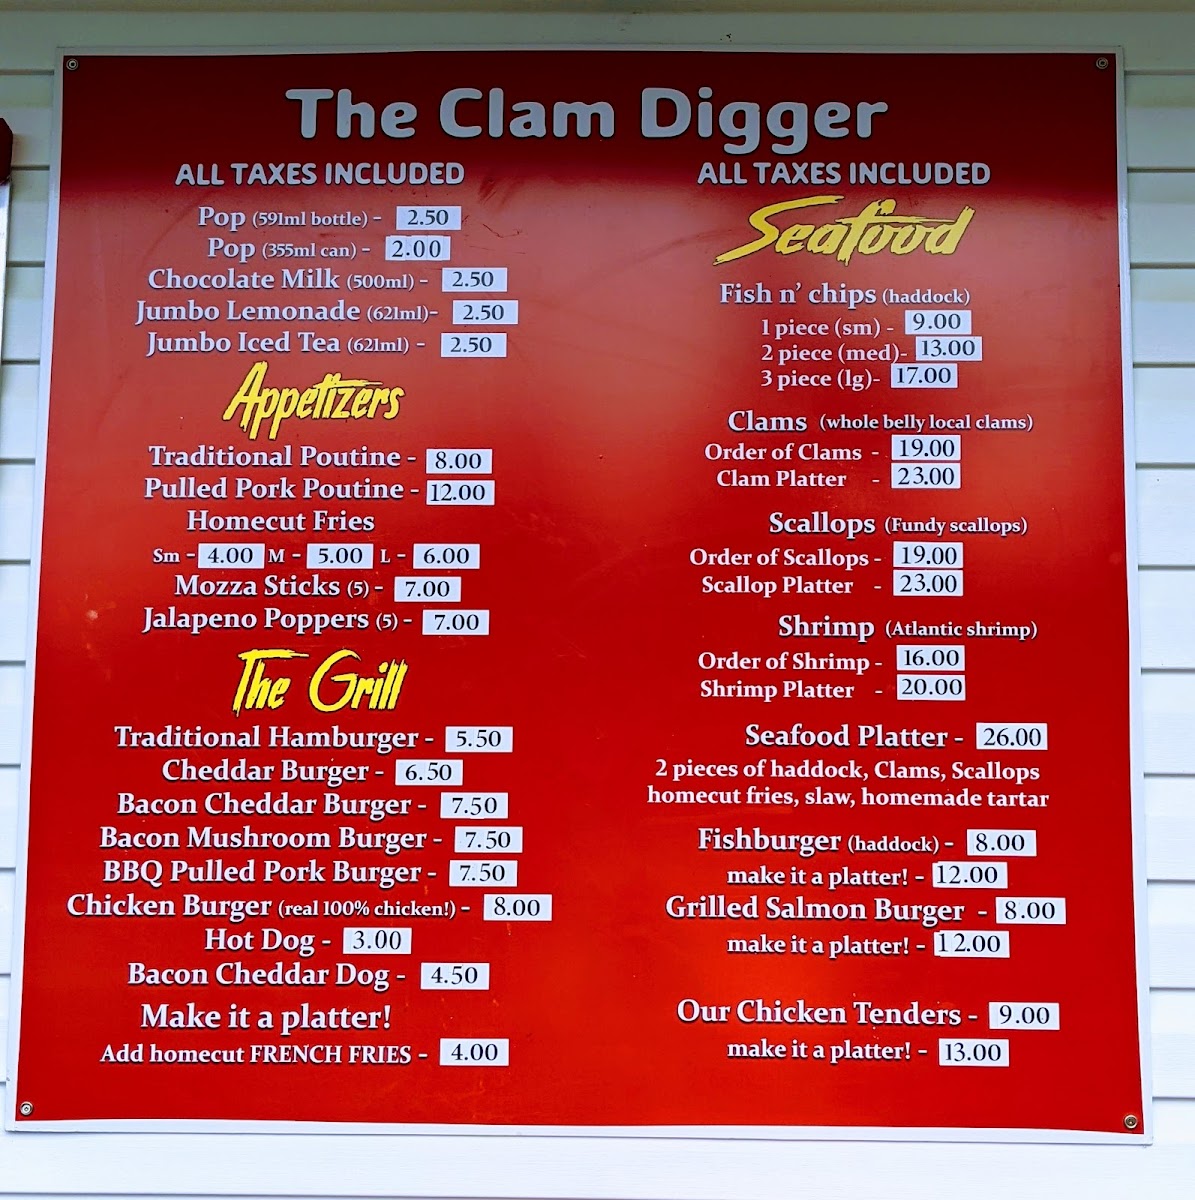 The Clam Digger
ALL TAXES INCLUDED
Pop (591ml bottle) - 2.50
Pop (355ml can) - 2.00
Chocolate Milk (500ml) - 2.50
Jumbo Lemonade (621ml)- 2.50
Jumbo Iced Tea (621ml) - 2.50
Appetizers
Traditional Poutine - 8.00
Pulled Pork Poutine - 12.00
Homecut Fries
Sm - 4.00 M - 5.00 L - 6.00
Mozza Sticks (5) - 7.00
Jalapeno Poppers (5) - 7.00
The Grill
Traditional Hamburger - 5.50
Cheddar Burger - 6.50
Bacon Cheddar Burger - 7.50
Bacon Mushroom Burger - 7.50
BBQ Pulled Pork Burger - 7.50
Chicken Burger (real 100% chicken!) - 8.00
Hot Dog - 3.00
Bacon Cheddar Dog - 4.50
Make it a platter!
Add homecut FRENCH FRIES - 4.00
ALL TAXES INCLUDED
Seafood
Fish n' chips (haddock)
1 piece (sm) - 9.00
2 piece (med)- 13.00
3 piece (lg)- 17.00
Clams (whole belly local clams)
Order of Clams - 19.00
Clam Platter - 23.00
Scallops (Fundy scallops)
Order of Scallops - 19.00
Scallop Platter - 23.00
Shrimp (Atlantic shrimp)
Order of Shrimp - 16.00
Shrimp Platter - 20.00
Seafood Platter - 26.00
2 pieces of haddock, Clams, Scallops
homecut fries, slaw, homemade tartar
Fishburger (haddock) - 8.00
make it a platter! - 12.00
Grilled Salmon Burger - 8.00
make it a platter! - 12.00
Our Chicken Tenders - 9.00
make it a platter! - 13.00